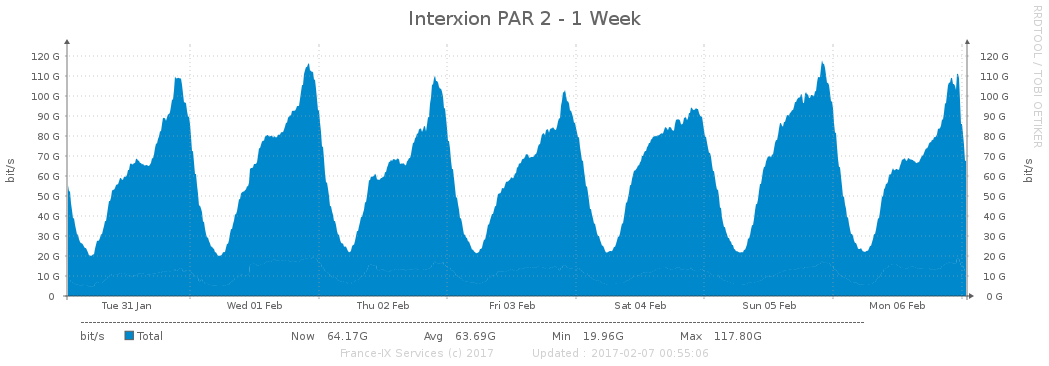 Interxion PAR 2 - 1 Week
RRDTOOL / TOBI OETIKER
120 G 120 G
110 G 110 G
100 G 100 G
90 G 90 G
80 G 80 G
70 G 70 G
60 G 60 G
50 G 50 G
40 G 40 G
30 G 30 G
20 G 20 G
10 G 10 G
0 0 G
bit/s
bit/s
Tue 31 Jan Wed 01 Feb Thu 02 Feb Fri 03 Feb Sat 04 Feb Sun 05 Feb Mon 06 Feb
bit/s Total Now 64.17G Avg 63.69G Min 19.96G Max 117.80G
France-IX Services (c) 2017 Updated : 2017-02-07 00:55:06